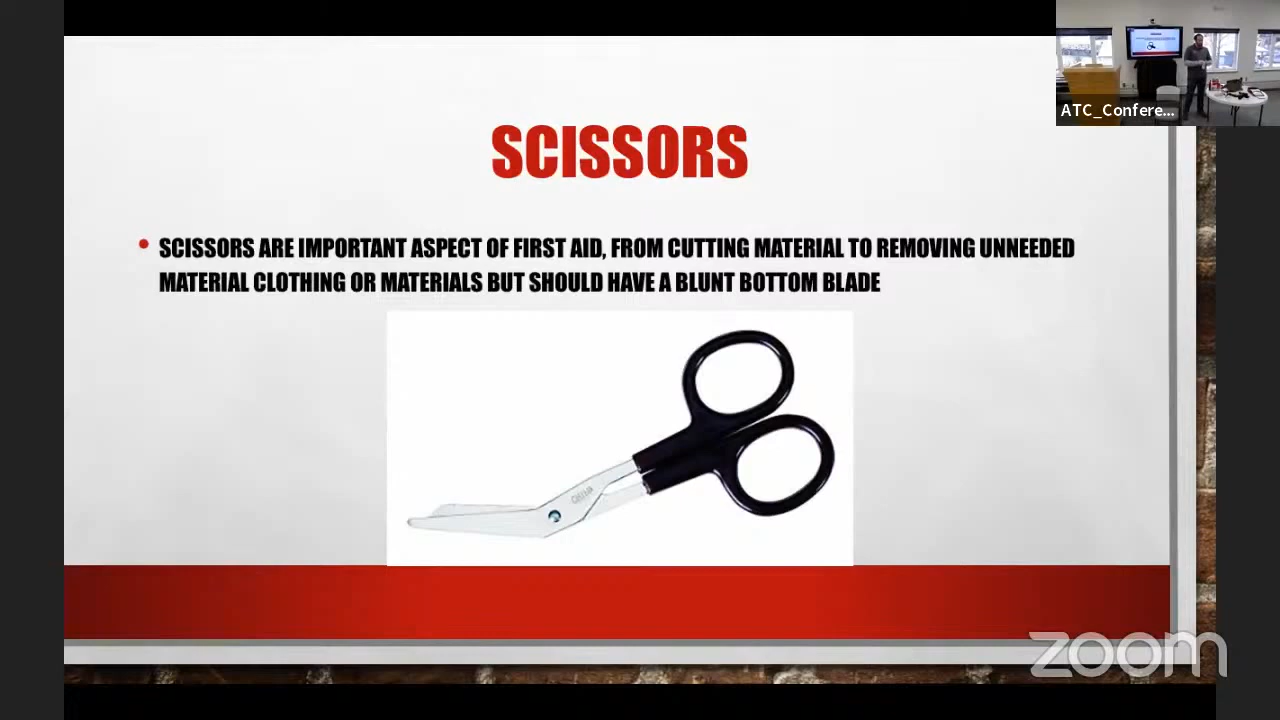 ATC_Confere...
SCISSORS
• SCISSORS ARE IMPORTANT ASPECT OF FIRST AID, FROM CUTTING MATERIAL TO REMOVING UNNEEDED
MATERIAL CLOTHING OR MATERIALS BUT SHOULD HAVE A BLUNT BOTTOM BLADE
zoom